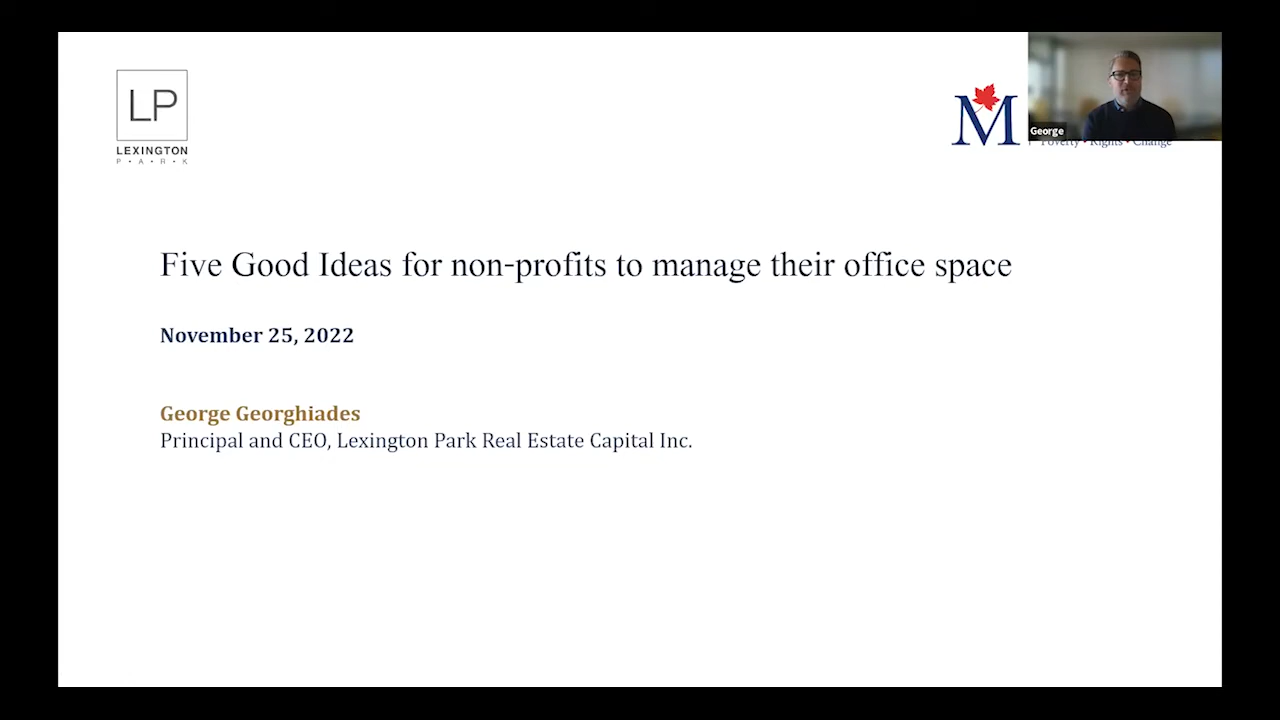 LP
LEXINGTON
P • A • R • K
M
George
Poverty • Rights • Change
Five Good Ideas for non-profits to manage their office space
November 25, 2022
George Georghiades
Principal and CEO, Lexington Park Real Estate Capital Inc.